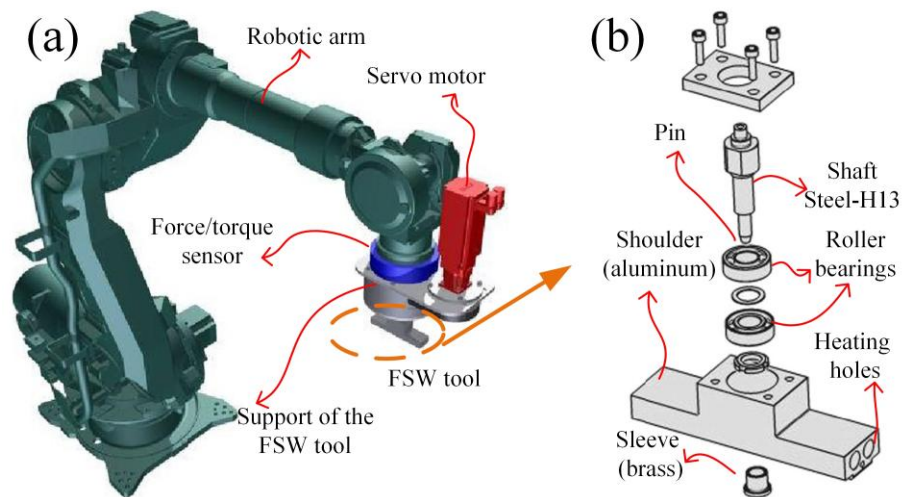 (a)
Robotic arm
Servo motor
Force/torque
sensor
FSW tool
Support of the
FSW tool
(b)
Pin
Shaft
Steel-H13
Shoulder
(aluminum)
Roller
bearings
Heating
holes
Sleeve
(brass)